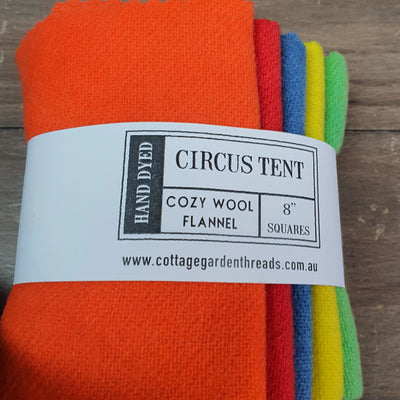 HAND DYED
CIRCUS TENT
COZY WOOL
FLANNEL
8"
SQUARES
www.cottagegardenthreads.com.au